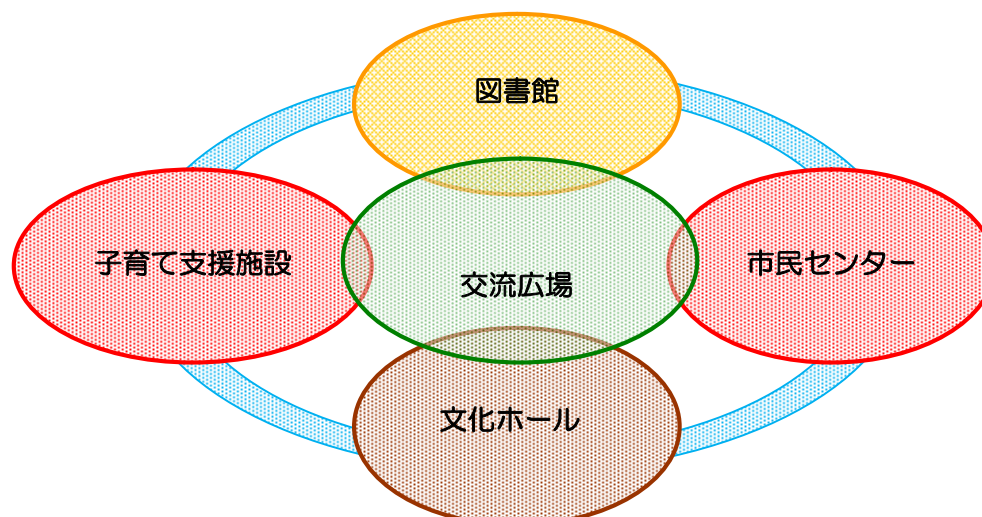 図書館
子育て支援施設
交流広場
市民センター
文化ホール